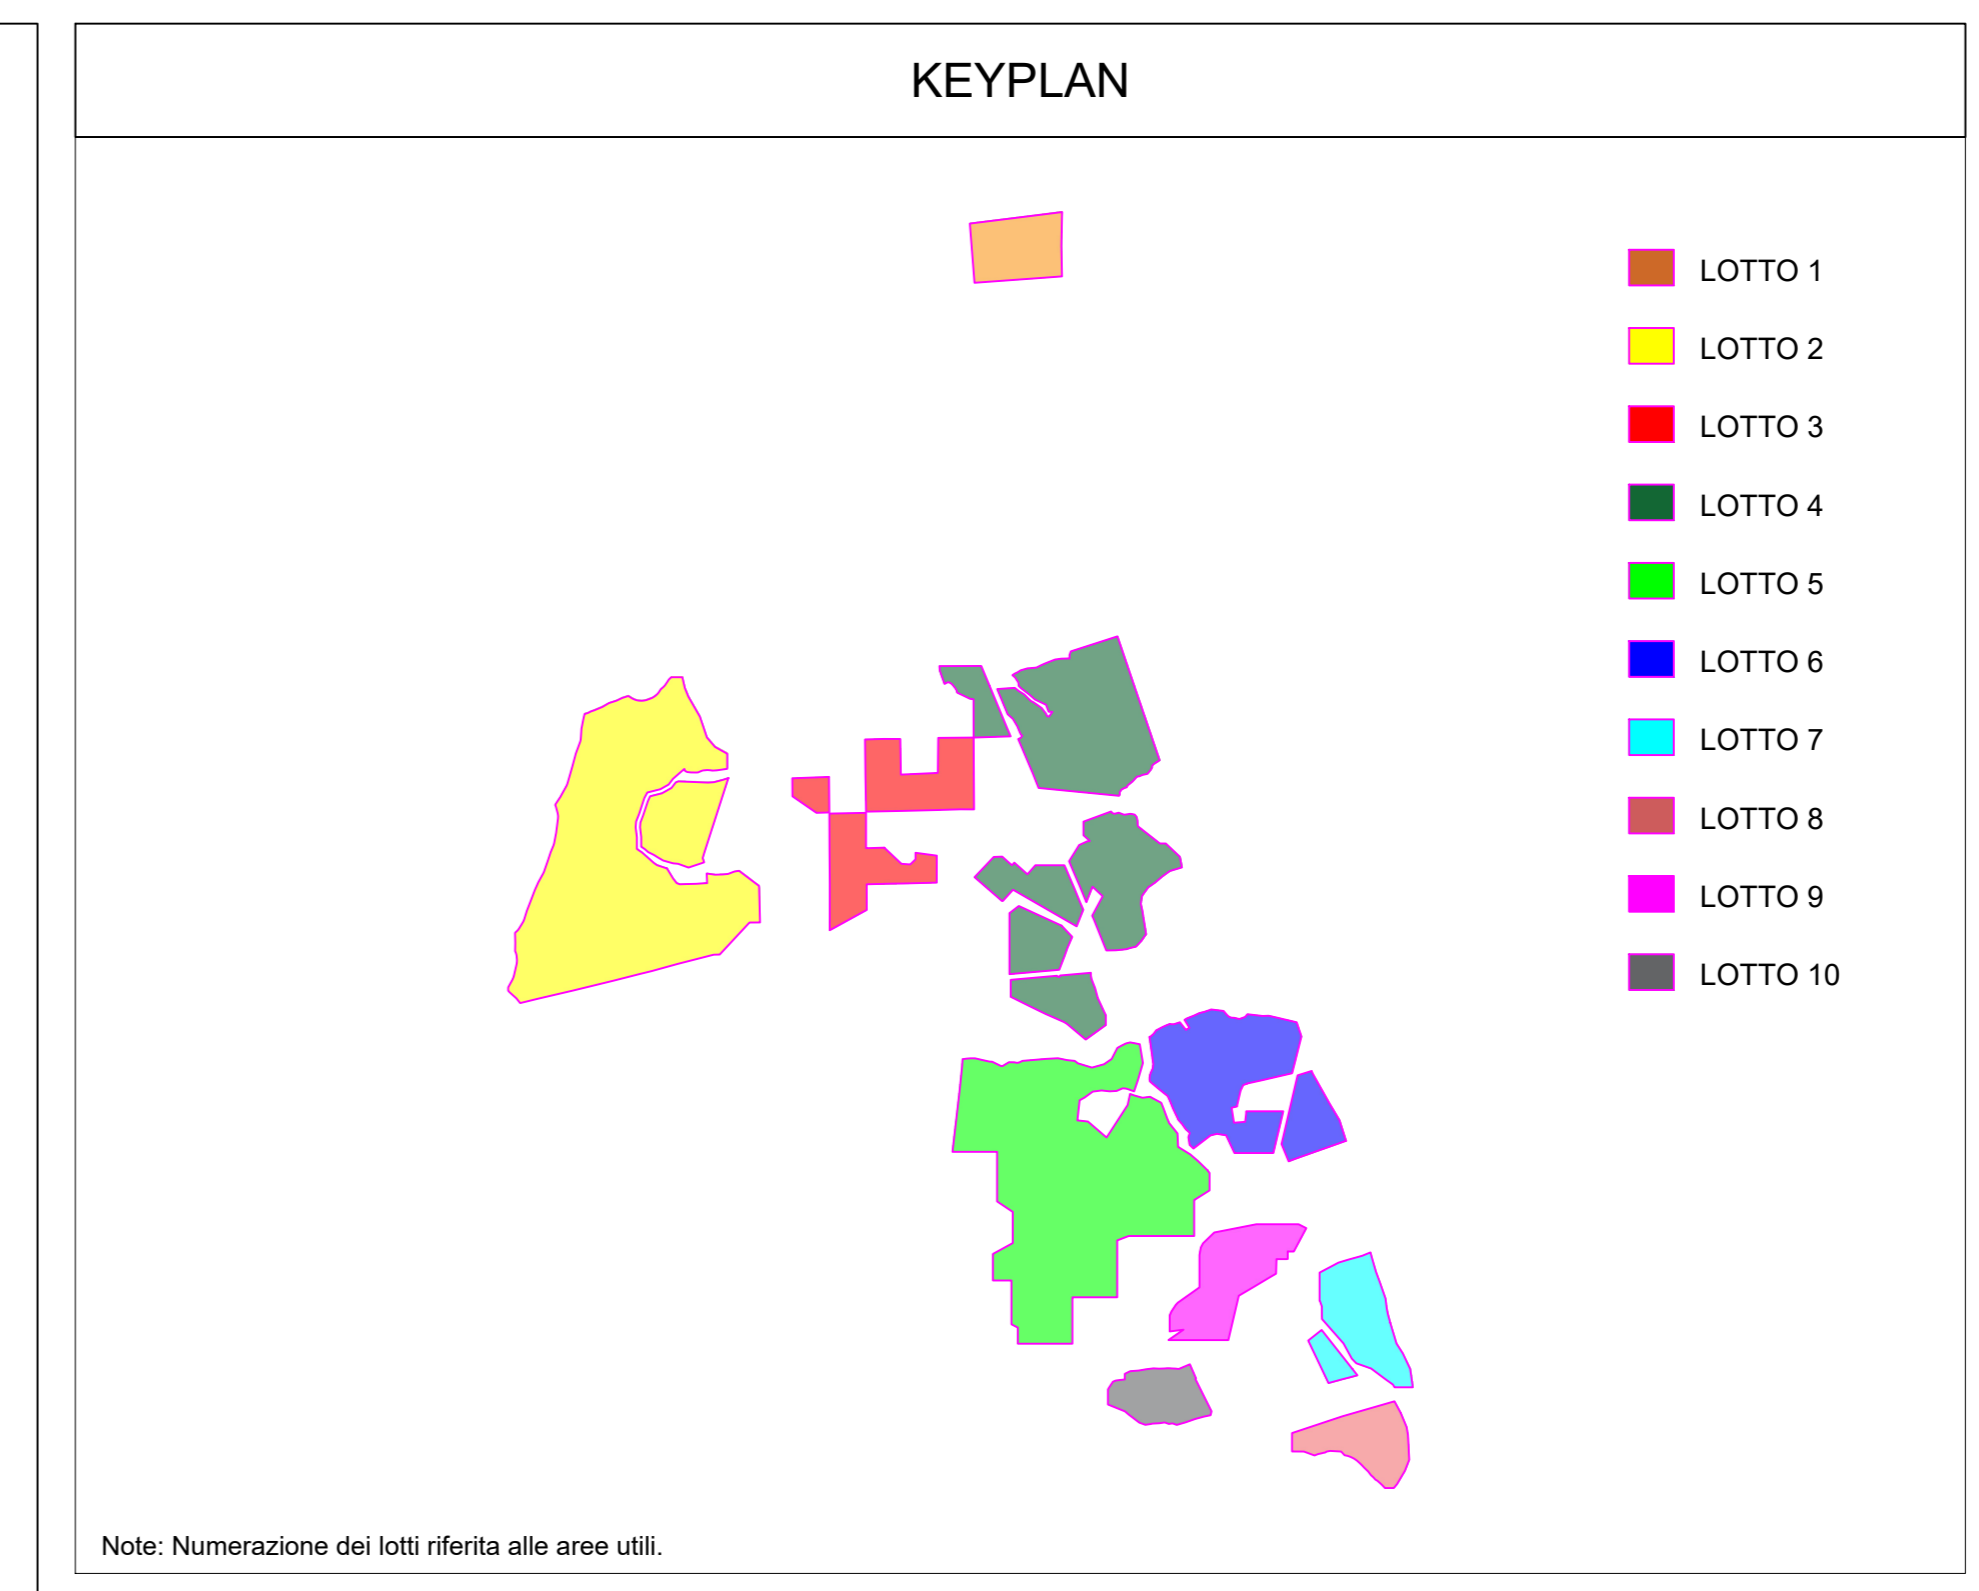 KEYPLAN
LOTTO 1
LOTTO 2
LOTTO 3
LOTTO 4
LOTTO 5
LOTTO 6
LOTTO 7
LOTTO 8
LOTTO 9
LOTTO 10
Note: Numerazione dei lotti riferita alle aree utili.